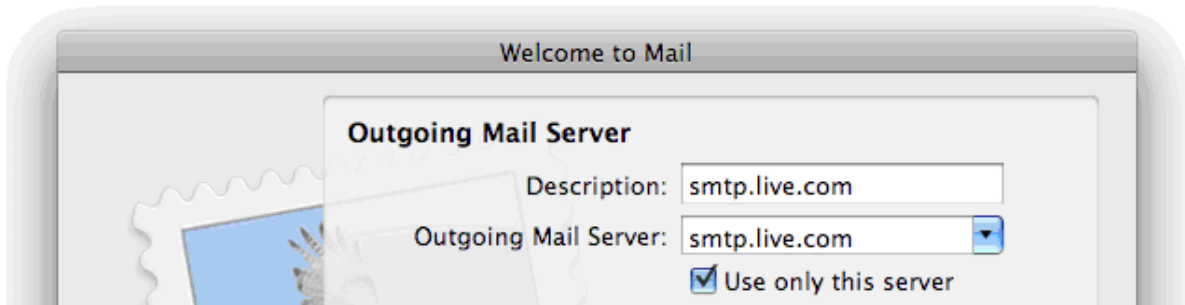 Welcome to Mail
Outgoing Mail Server
Description: smtp.live.com
Outgoing Mail Server: smtp.live.com
Use only this server